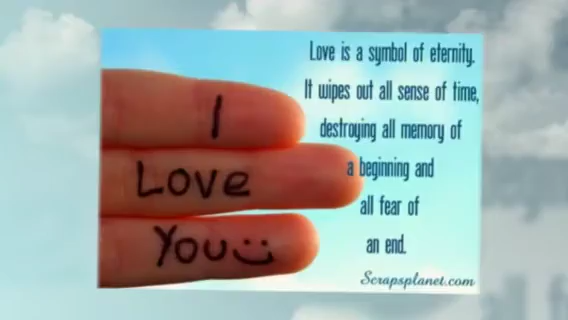 I
Love
You
Love is a symbol of eternity.
It wipes out all sense of time,
destroying all memory of
a beginning and
all fear of
an end.
Scrapsplanet.com